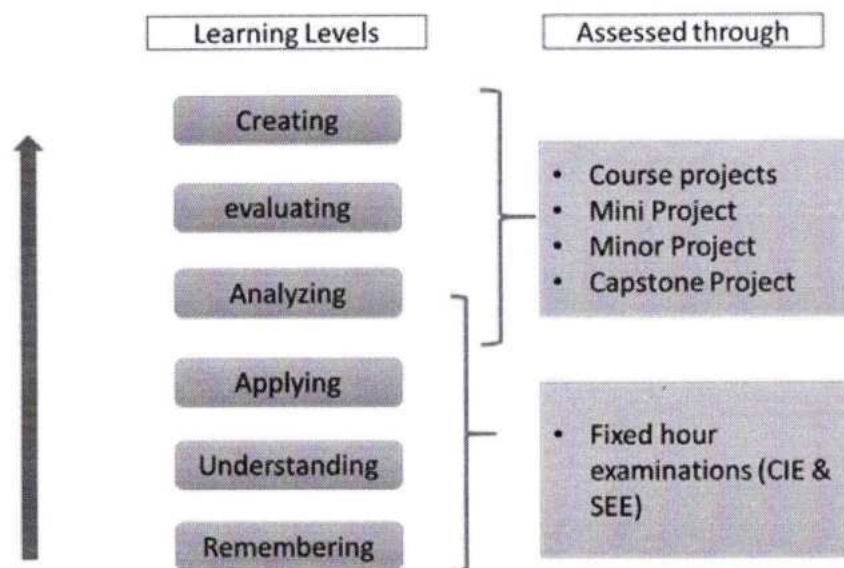 Learning Levels
Assessed through
Creating
evaluating
Analyzing
Applying
Understanding
Remembering
• Course projects
• Mini Project
• Minor Project
• Capstone Project
• Fixed hour
examinations (CIE &
SEE)